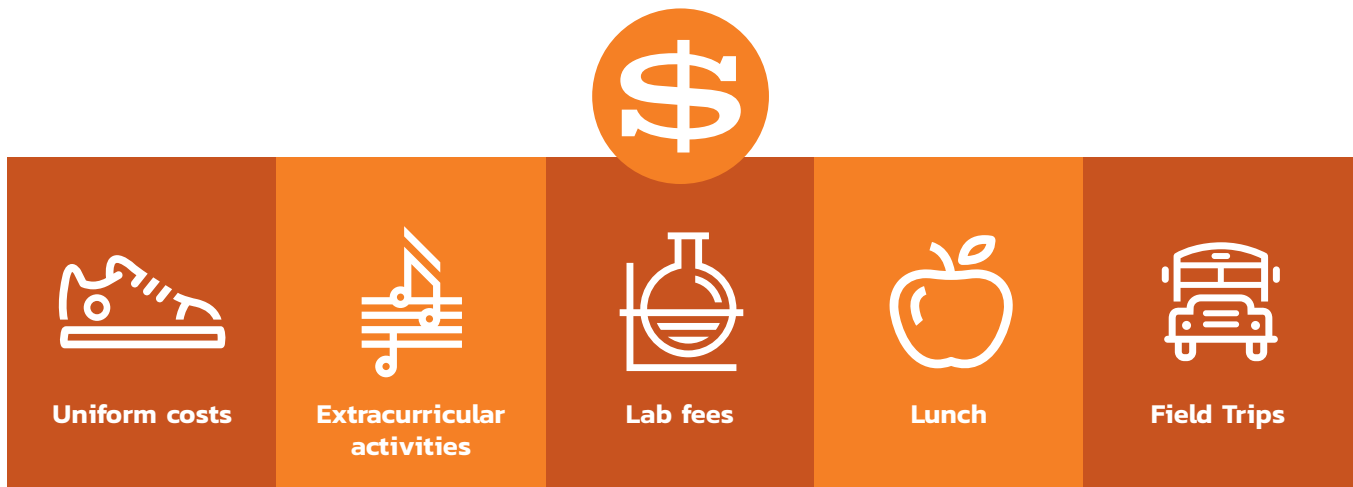 $
Uniform costs
Extracurricular
activities
Lab fees
Lunch
Field Trips